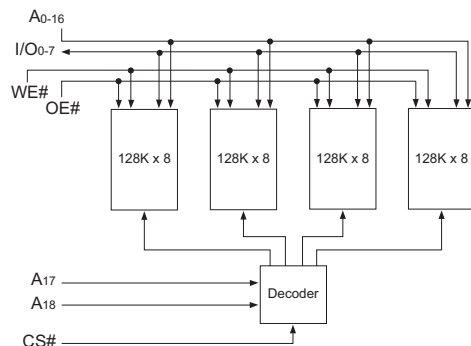 A0-16
I/O0-7
WE#
OE#
128K x 8 128K x 8 128K x 8 128K x 8
A17
Decoder
A18
CS#